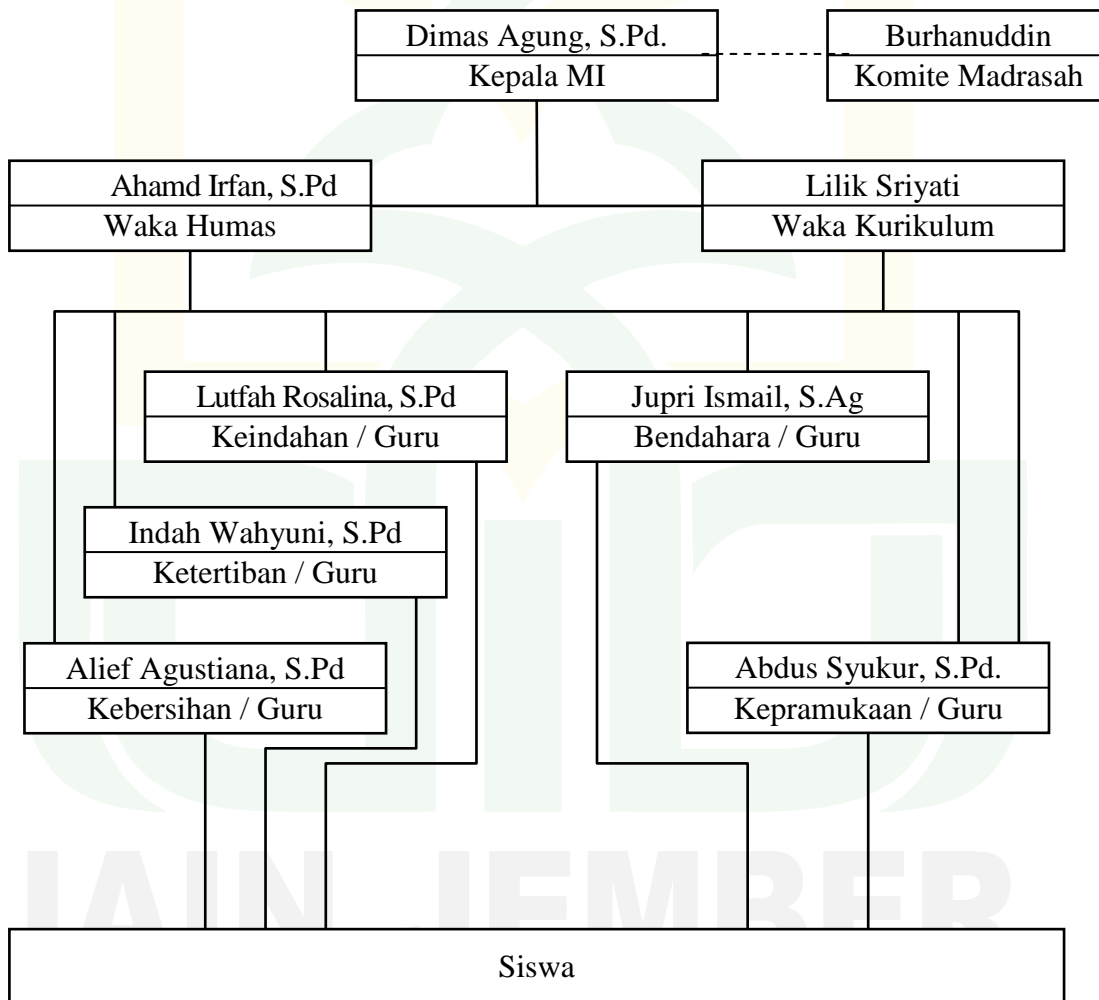 Dimas Agung, S.Pd.
Kepala MI
Burhanuddin
Komite Madrasah
Ahamd Irfan, S.Pd
Waka Humas
Lilik Sriyati
Waka Kurikulum
Lutfah Rosalina, S.Pd
Keindahan / Guru
Jupri Ismail, S.Ag
Bendahara / Guru
Indah Wahyuni, S.Pd
Ketertiban / Guru
Alief Agustiana, S.Pd
Kebersihan / Guru
Abdus Syukur, S.Pd.
Kepramukaan / Guru
IAIN JEMBER
Siswa